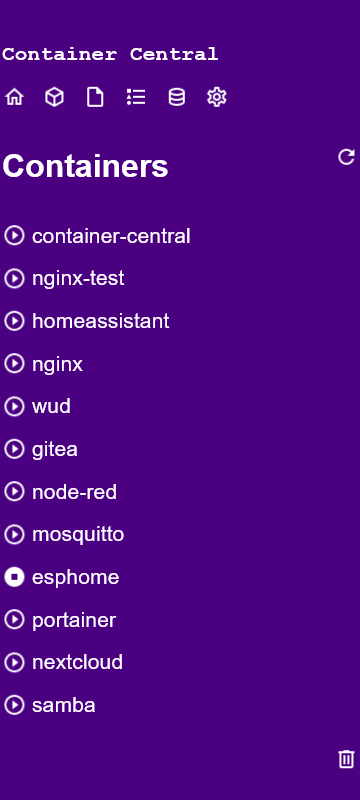 Container Central
Containers
container-central
nginx-test
homeassistant
nginx
wud
gitea
node-red
mosquitto
esphome
portainer
nextcloud
samba